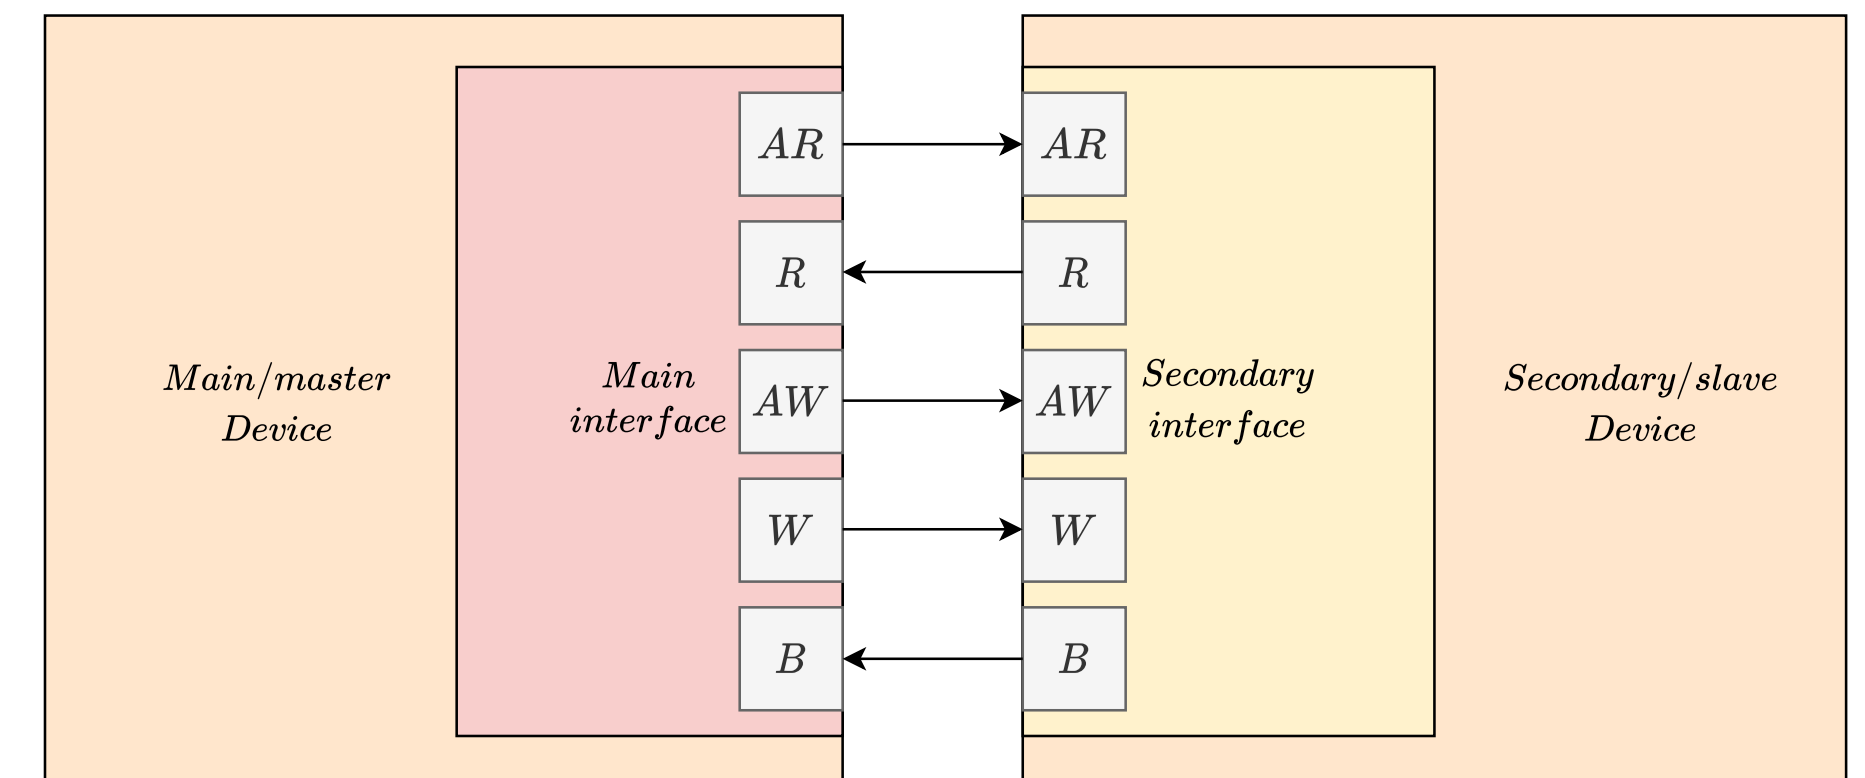 AR
AR
R
R
Main/master
Device
Main
interface
AW
AW
Secondary
interface
Secondary/slave
Device
W
W
B
B